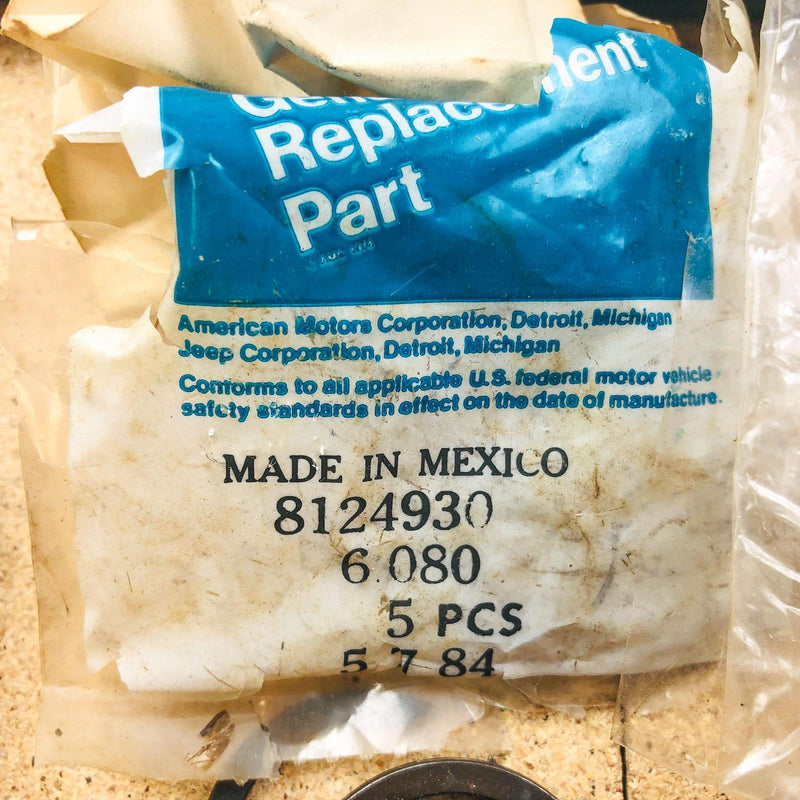 Replacement
Part
American Motors Corporation, Detroit, Michigan
Jeep Corporation, Detroit, Michigan
Conforms to all applicable U.S. federal motor vehicle
safety standards in effect on the date of manufacture.
MADE IN MEXICO
8124930
6 080
5 PCS
5 7 84